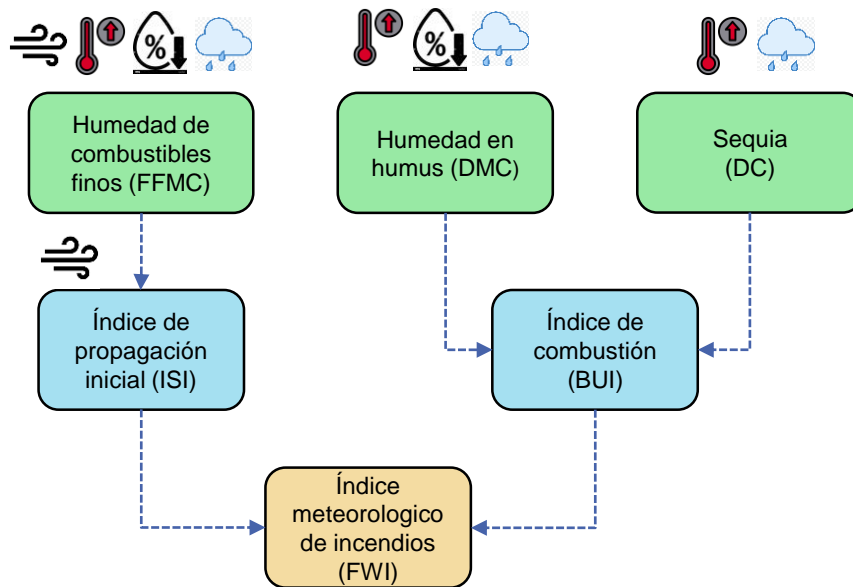 %
%
Humedad de
combustibles
finos (FFMC)
Humedad en
humus (DMC)
Sequia
(DC)
Índice de
propagación
inicial (ISI)
Índice de
combustión
(BUI)
Índice
meteorologico
de incendios
(FWI)